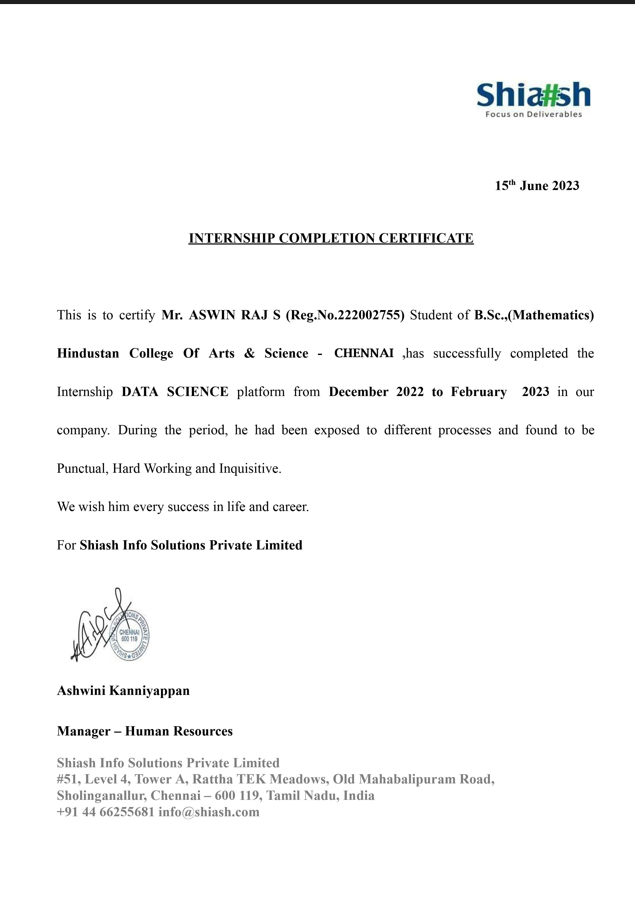 Shia#sh
Focus on Deliverables
15th June 2023
INTERNSHIP COMPLETION CERTIFICATE
This is to certify Mr. ASWIN RAJ S (Reg.No.222002755) Student of B.Sc.,(Mathematics)
Hindustan College Of Arts & Science - CHENNAI ,has successfully completed the
Internship DATA SCIENCE platform from December 2022 to February 2023 in our
company. During the period, he had been exposed to different processes and found to be
Punctual, Hard Working and Inquisitive.
We wish him every success in life and career.
For Shiash Info Solutions Private Limited
CHENNAI
600 119
Ashwini Kanniyappan
Manager – Human Resources
Shiash Info Solutions Private Limited
#51, Level 4, Tower A, Rattha TEK Meadows, Old Mahabalipuram Road,
Sholinganallur, Chennai – 600 119, Tamil Nadu, India
+91 44 66255681 info@shiash.com